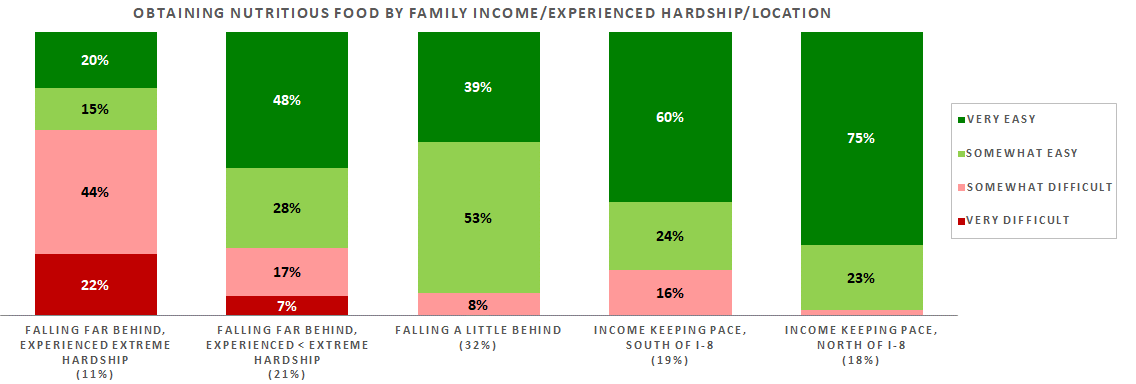 OBTAINING NUTRITIOUS FOOD BY FAMILY INCOME/EXPERIENCED HARDSHIP/LOCATION
20%
15%
44%
22%
48%
28%
17%
7%
39%
53%
8%
60%
24%
16%
75%
23%
VERY EASY
SOMEWHAT EASY
SOMEWHAT DIFFICULT
VERY DIFFICULT
FALLING FAR BEHIND,
EXPERIENCED EXTREME
HARDSHIP
(11%)
FALLING FAR BEHIND,
EXPERIENCED < EXTREME
HARDSHIP
(21%)
FALLING A LITTLE BEHIND
(32%)
INCOME KEEPING PACE,
SOUTH OF I-8
(19%)
INCOME KEEPING PACE,
NORTH OF I-8
(18%)